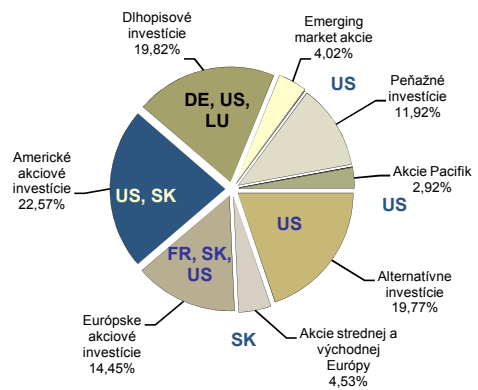 Dlhopisové
investície
19,82%
Emerging
market akcie
4,02%
US
Peňažné
investície
11,92%
DE, US,
LU
Americké
akciové
investície
22,57%
US, SK
Akcie Pacifik
2,92%
US
US
FR, SK,
US
Alternatívne
investície
19,77%
Európske
akciové
investície
14,45%
SK
Akcie strednej a
východnej
Európy
4,53%